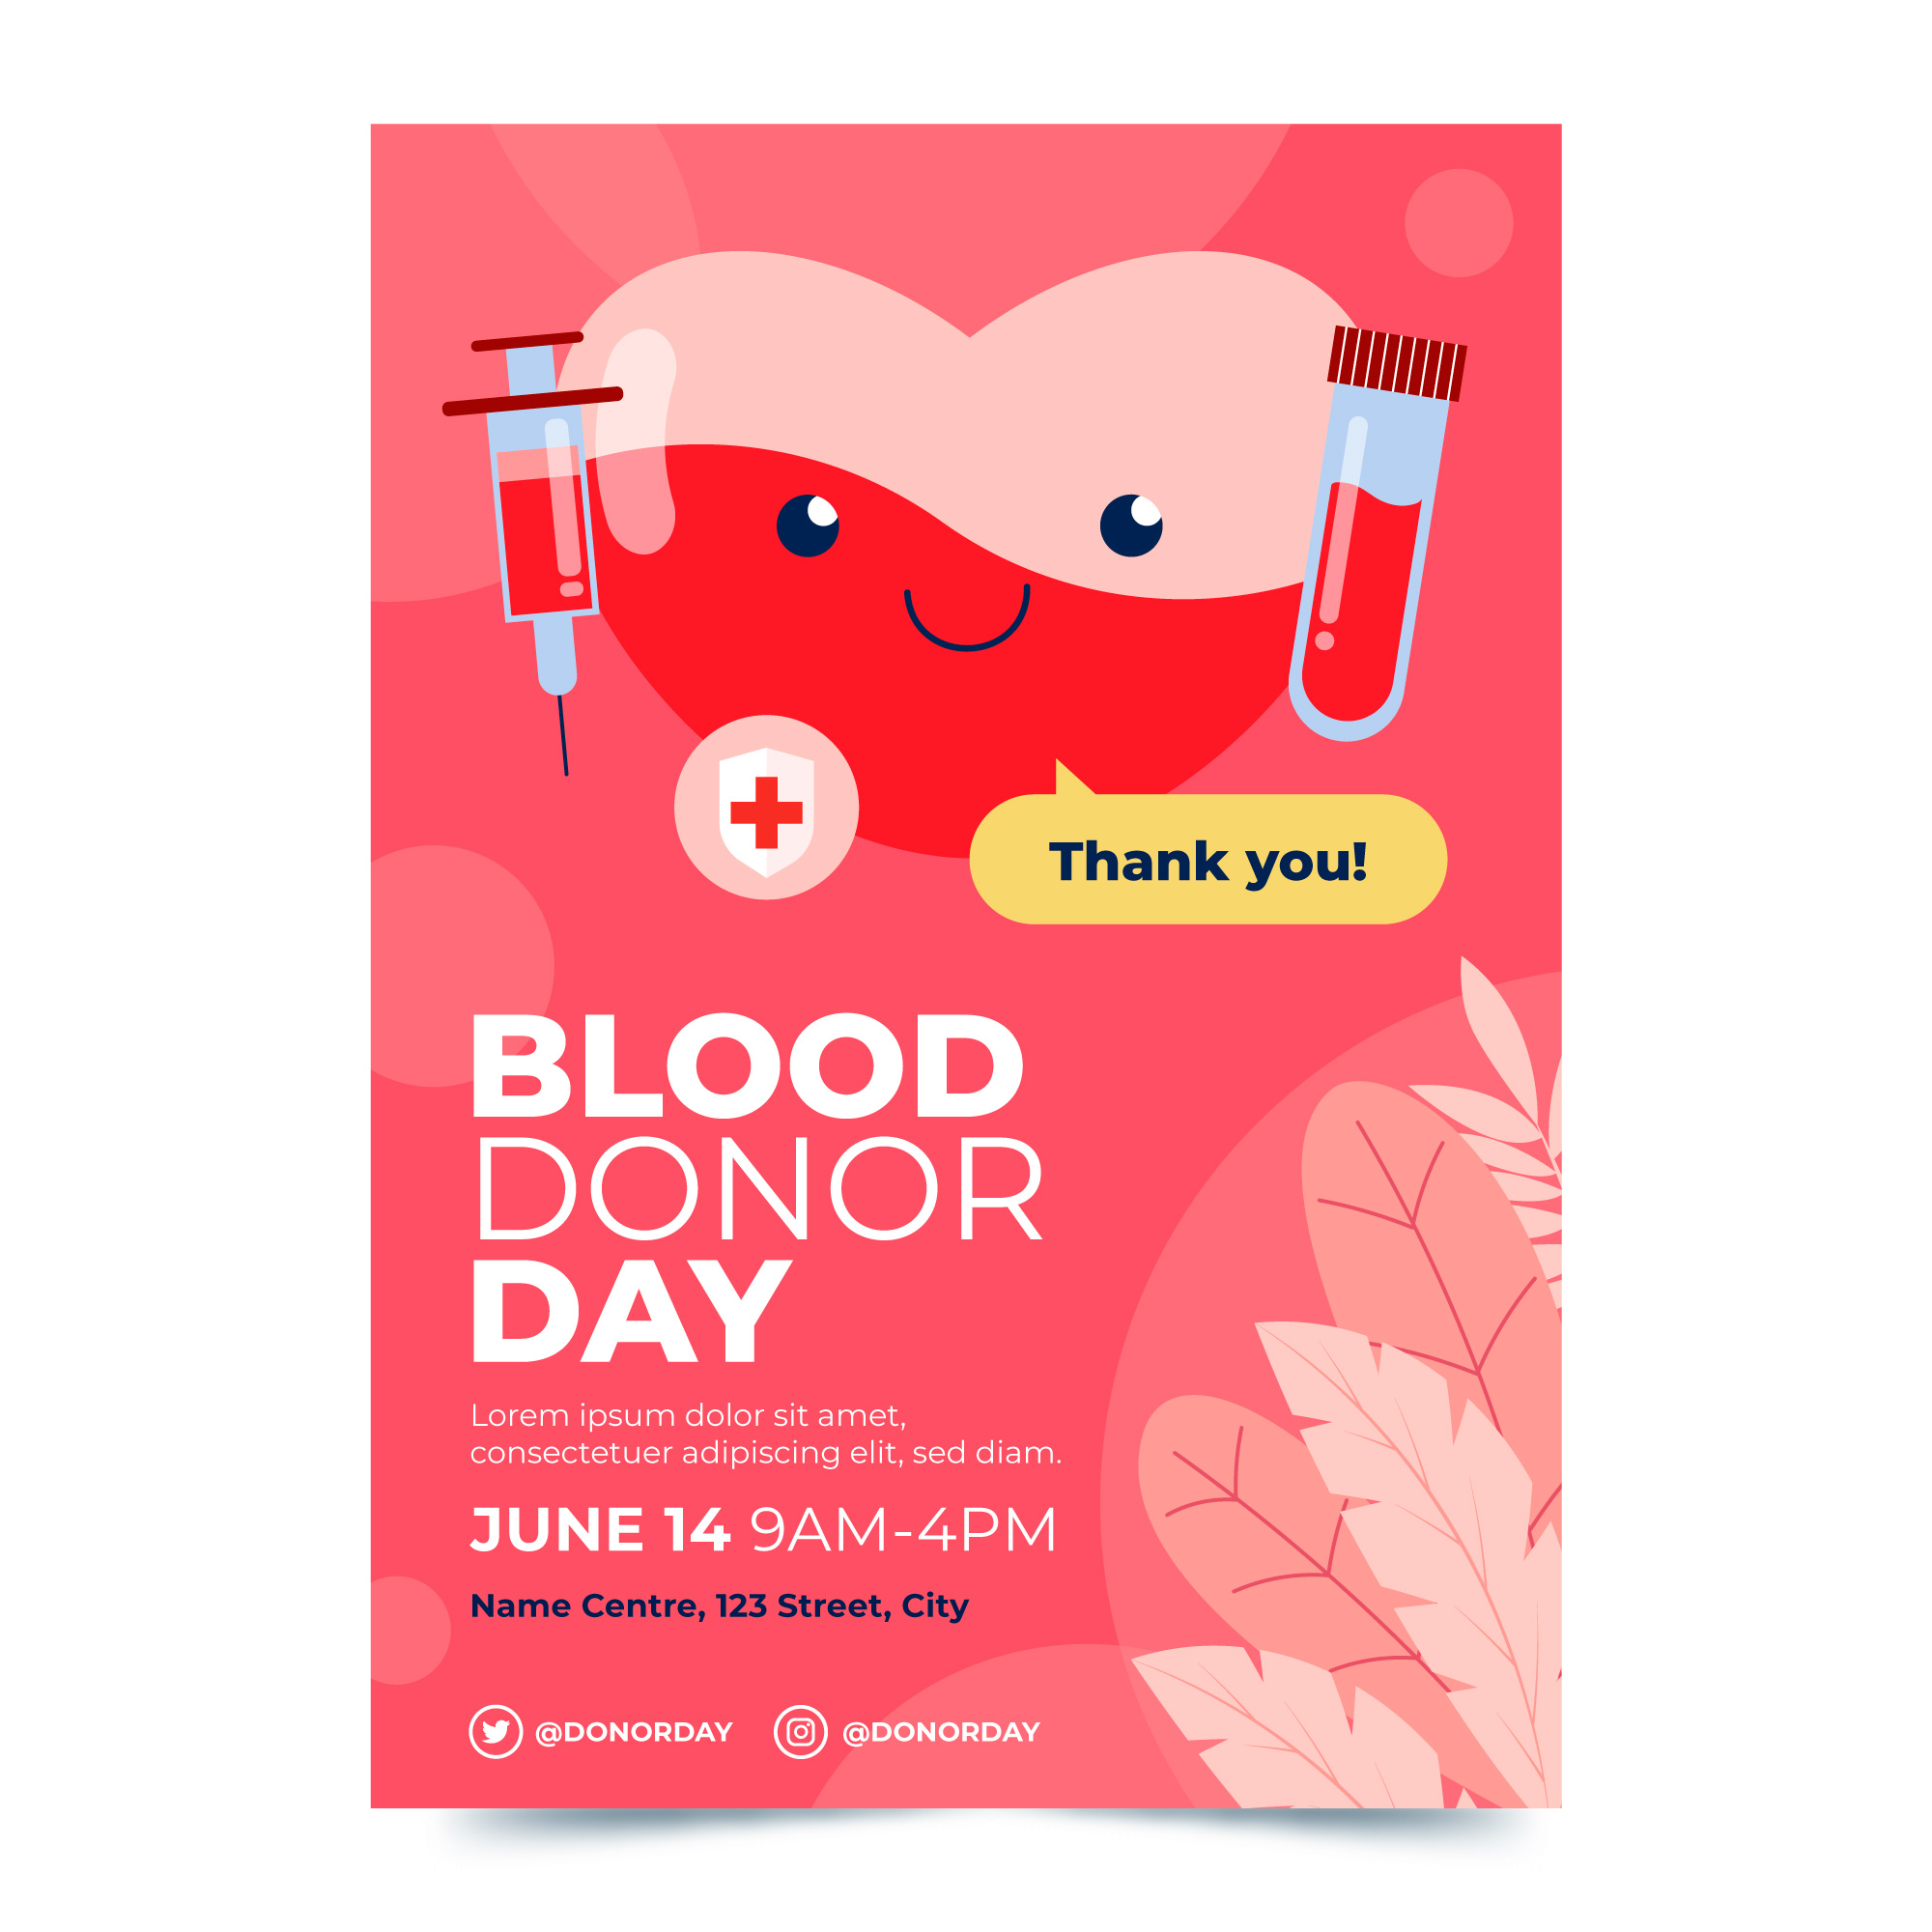 Thank you!
BLOOD
DONOR
DAY
Lorem ipsum dolor sit amet,
consectetuer adipiscing elit, sed diam.
JUNE 14 9AM-4PM
Name Centre, 123 Street, City
@DONORDAY @DONORDAY